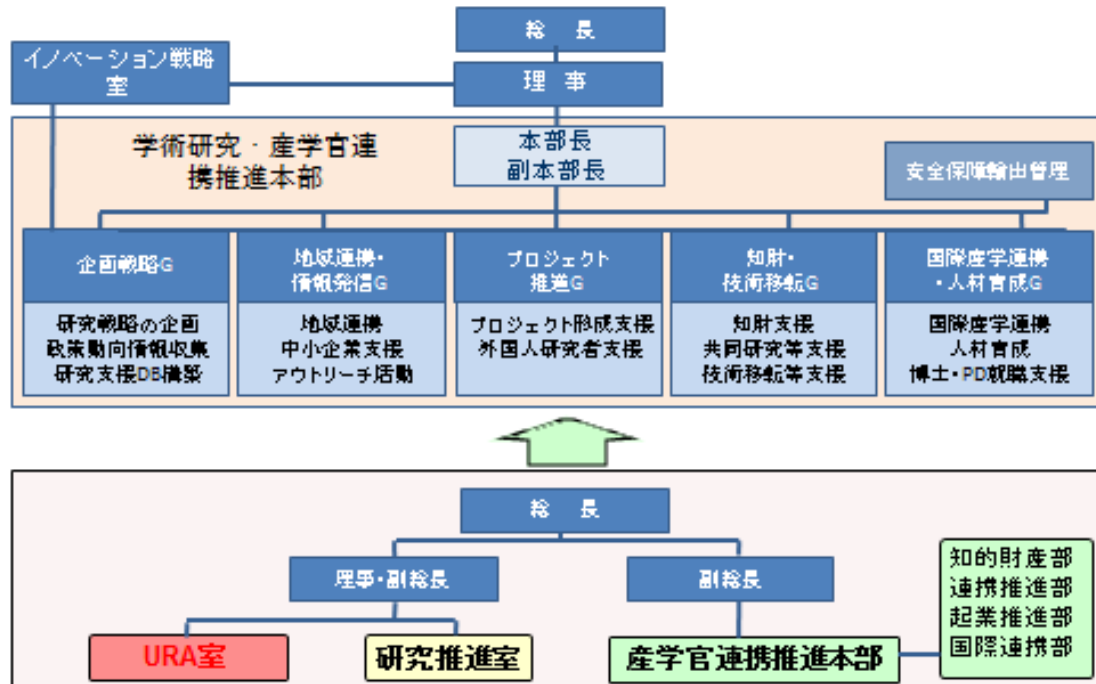 総 長
イノベーション戦略
室
理 事
学術研究・産学官連
携推進本部
本部長
副本部長
安全保障輸出管理
企画戦略G
地域連携・
情報発信G
プロジェクト
推進G
知財・
技術移転G
国際産学連携
・人材育成G
研究戦略の企画
政策動向情報収集
研究支援DB構築
地域連携
中小企業支援
アウトリーチ活動
プロジェクト形成支援
外国人研究者支援
知財支援
共同研究等支援
技術移転等支援
国際産学連携
人材育成
博士・PD就職支援
総 長
理事・副総長
副総長
知的財産部
連携推進部
起業推進部
国際連携部
URA室
研究推進室
産学官連携推進本部